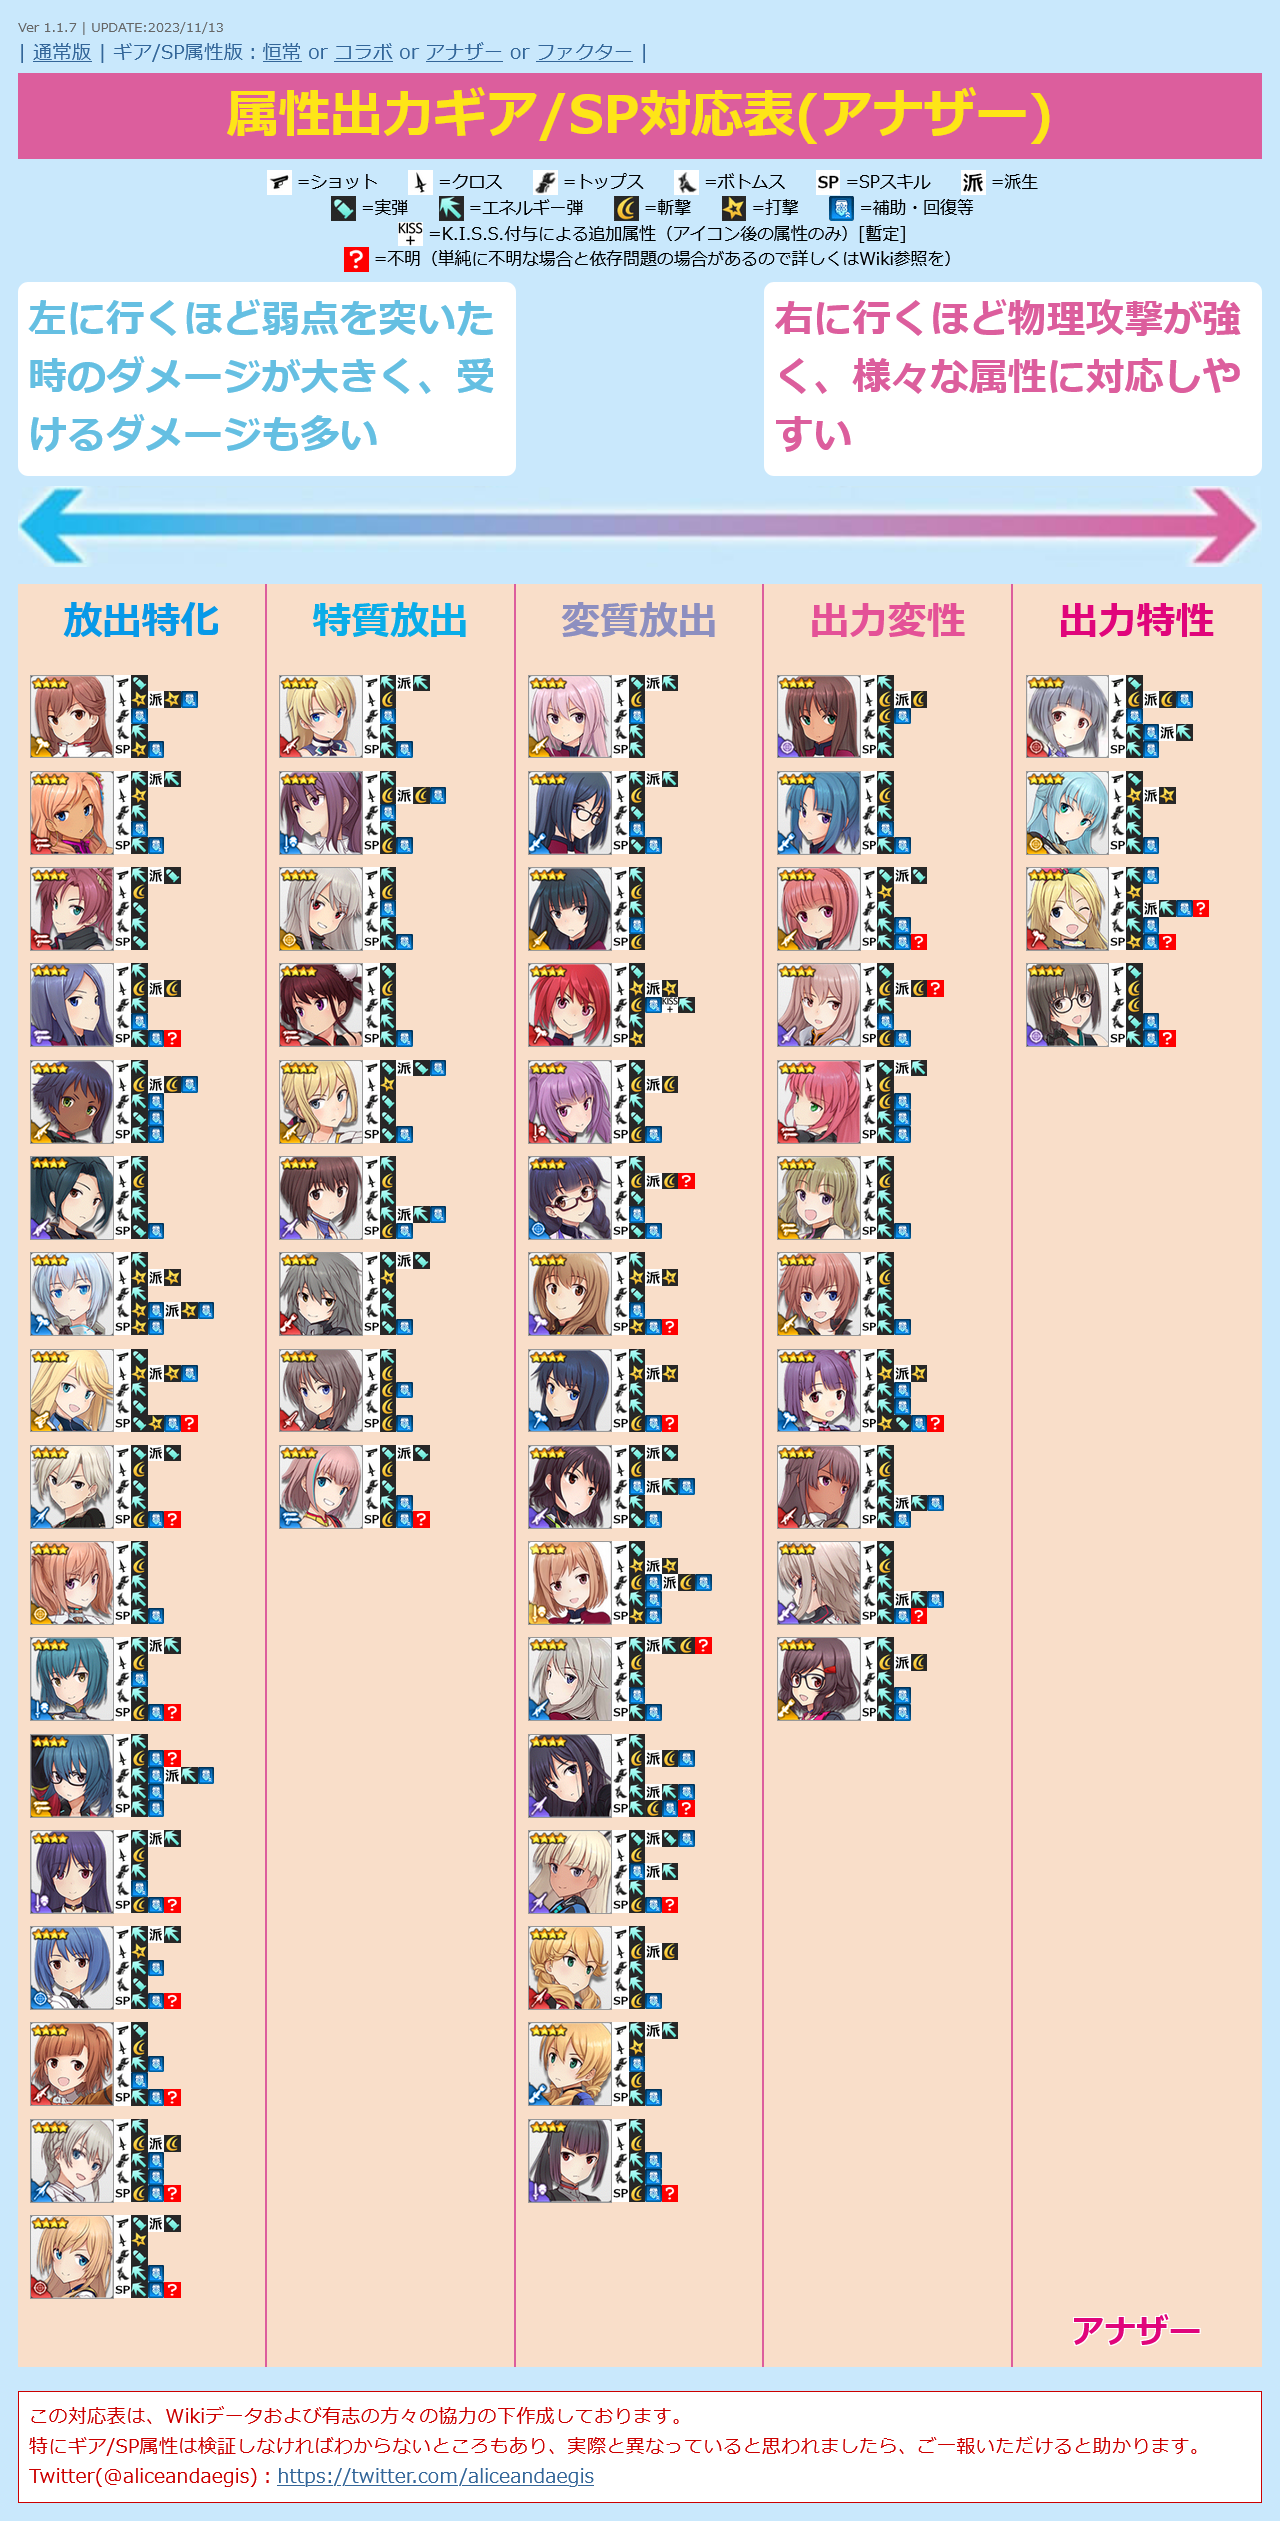 Ver 1.1.7 | UPDATE:2023/11/13
| 通常版 | ギア/SP属性版：恒常 or コラボ or アナザー or ファクター |
属性出力ギア/SP対応表(アナザー)
=ショット =クロス =トップス =ボトムス SP =SPスキル 派 =派生
=実弾 =エネルギー弾 =斬撃 =打撃 =補助・回復等
KISS+ =K.I.S.S.付与による追加属性（アイコン後の属性のみ）[暫定]
? =不明（単純に不明な場合と依存問題の場合があるので詳しくはWiki参照を）
左に行くほど弱点を突いた
時のダメージが大きく、受
けるダメージも多い
右に行くほど物理攻撃が強
く、様々な属性に対応しや
すい
放出特化 特質放出 変質放出 出力変性 出力特性
アナザー
この対応表は、Wikiデータおよび有志の方々の協力の下作成しております。
特にギア/SP属性は検証しなければわからないところもあり、実際と異なっていると思われましたら、ご一報いただけると助かります。
Twitter(@aliceandaegis)：https://twitter.com/aliceandaegis